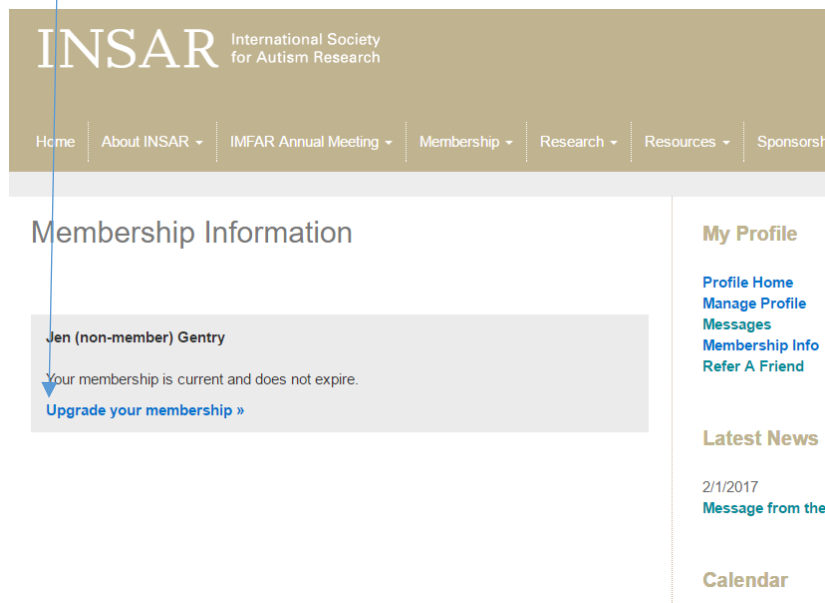 INSAR International Society
for Autism Research
Home About INSAR IMFAR Annual Meeting Membership Research Resources Sponsorsh
Membership Information
Jen (non-member) Gentry
Your membership is current and does not expire.
Upgrade your membership »
My Profile
Profile Home
Manage Profile
Messages
Membership Info
Refer A Friend
Latest News
2/1/2017
Message from the
Calendar